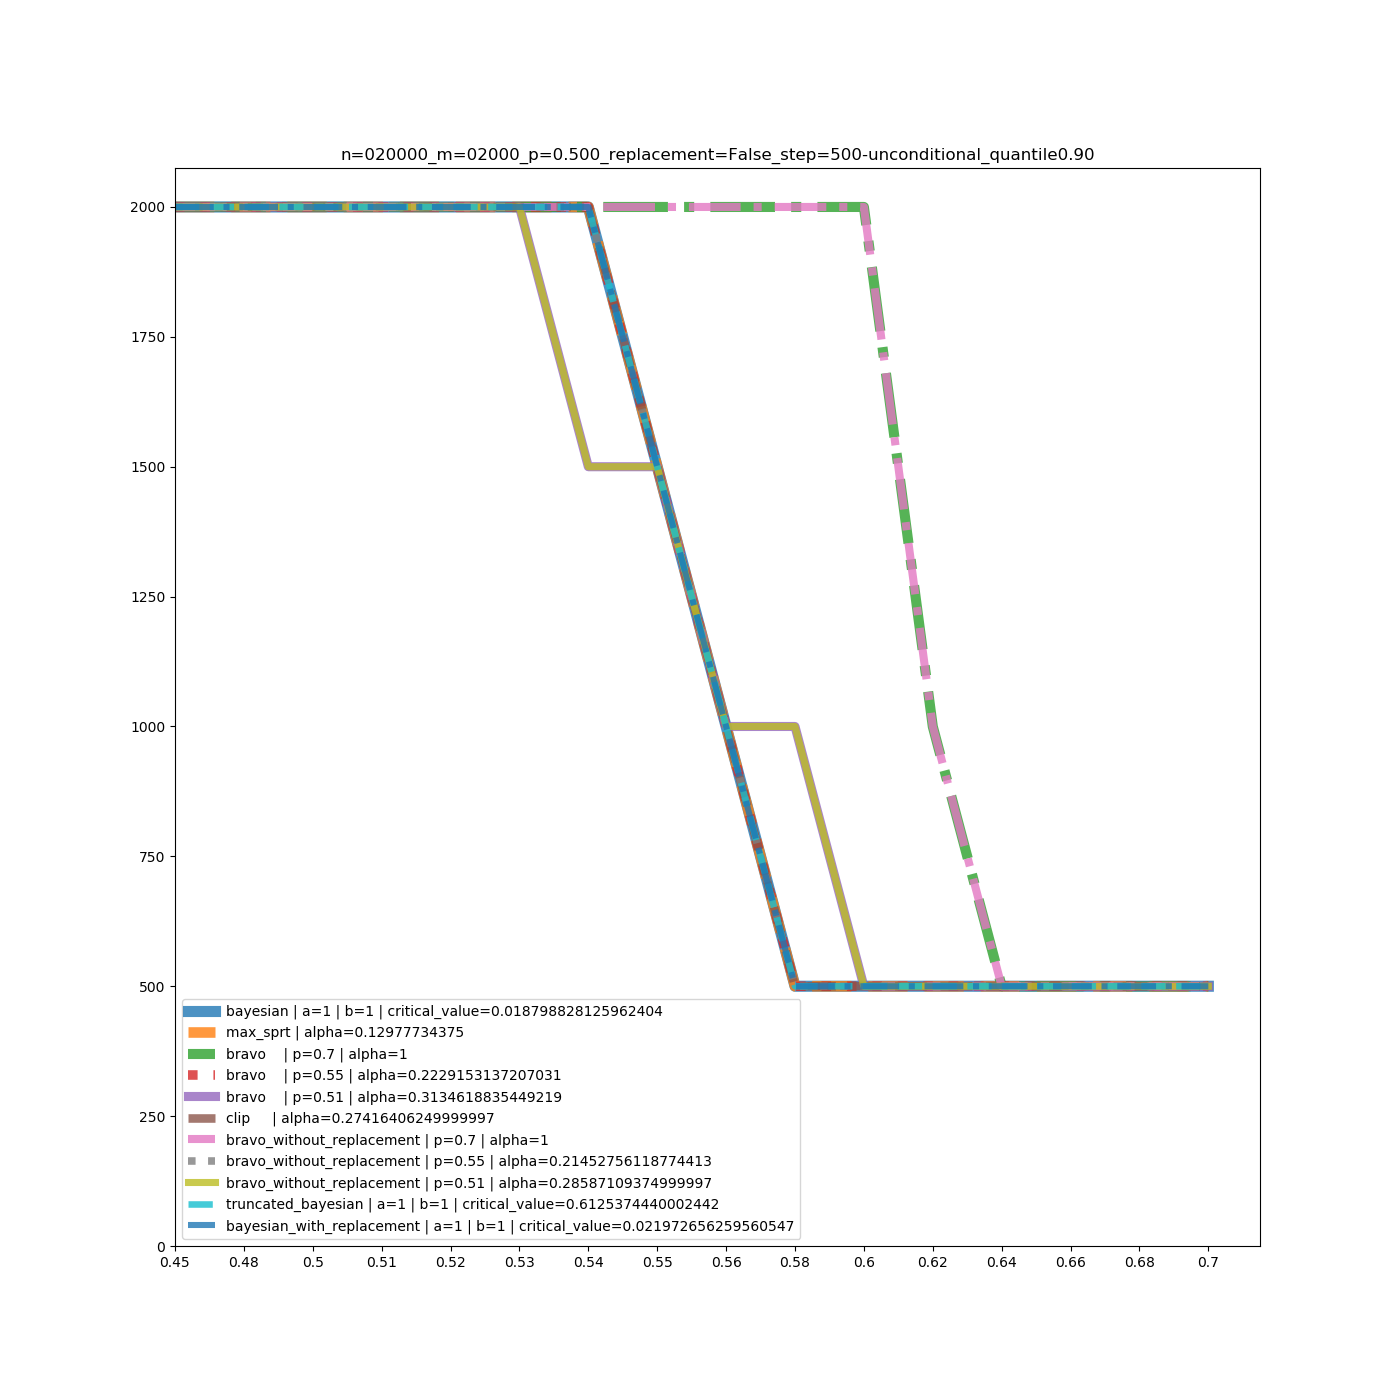 n=020000_m=02000_p=0.500_replacement=False_step=500-unconditional_quantile0.90
2000
1750
1500
1250
1000
750
500
250
0
bayesian | a=1 | b=1 | critical_value=0.018798828125962404
max_sprt | alpha=0.12977734375
bravo | p=0.7 | alpha=1
bravo | p=0.55 | alpha=0.2229153137207031
bravo | p=0.51 | alpha=0.3134618835449219
clip | alpha=0.27416406249999997
bravo_without_replacement | p=0.7 | alpha=1
bravo_without_replacement | p=0.55 | alpha=0.21452756118774413
bravo_without_replacement | p=0.51 | alpha=0.28587109374999997
truncated_bayesian | a=1 | b=1 | critical_value=0.6125374440002442
bayesian_with_replacement | a=1 | b=1 | critical_value=0.021972656259560547
0.45 0.48 0.5 0.51 0.52 0.53 0.54 0.55 0.56 0.58 0.6 0.62 0.64 0.66 0.68 0.7